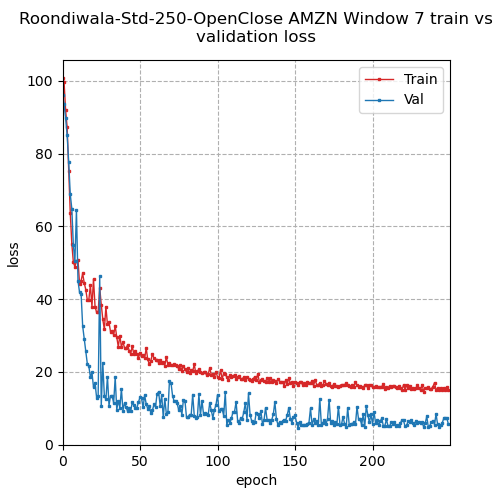 Roondiwala-Std-250-OpenClose AMZN Window 7 train vs
validation loss
Train
Val
100
80
60
40
20
0
loss
0 50 100 150 200
epoch